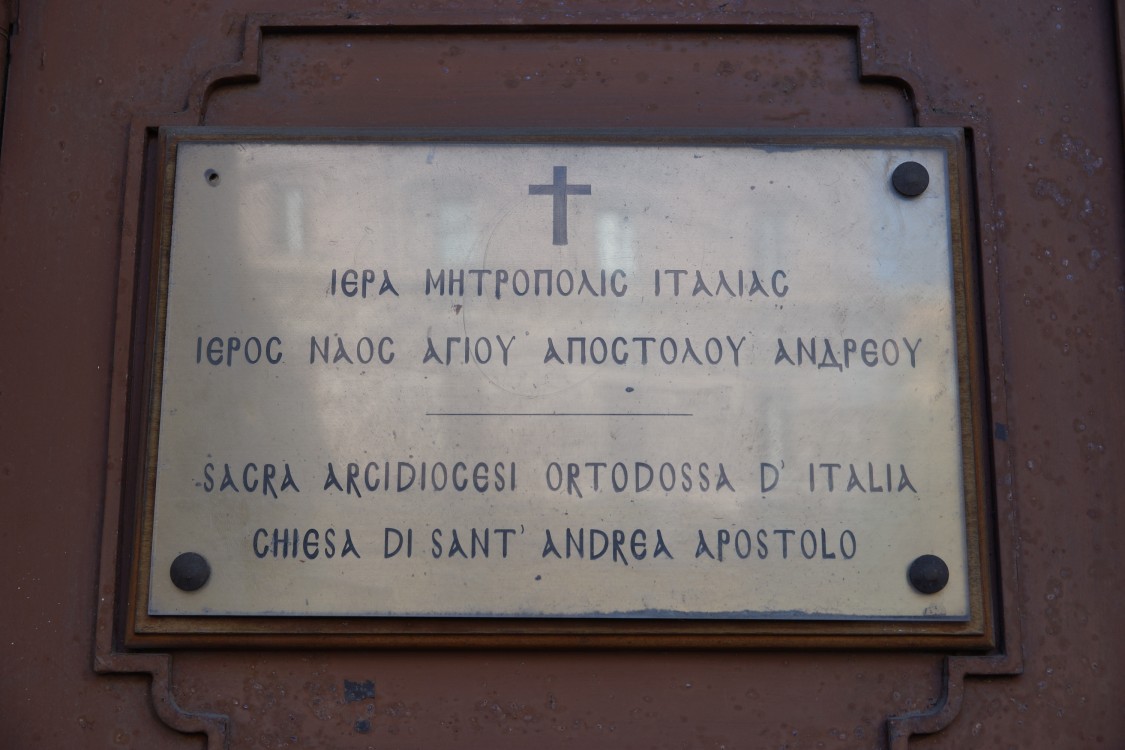 ΙΕΡΑ ΜΗΤΡΟΠΟΛΙϹ ΙΤΑΛΙΑϹ
ΙΕΡΟϹ ΝΑΟϹ ΑΓΙΟΥ ΑΠΟϹΤΟΛΟΥ ΑΝΔΡΕΟΥ
SACRA ARCIDIOCESI ORTODOSSA D' ITALIA
CHIESA DI SANT' ANDREA APOSTOLO